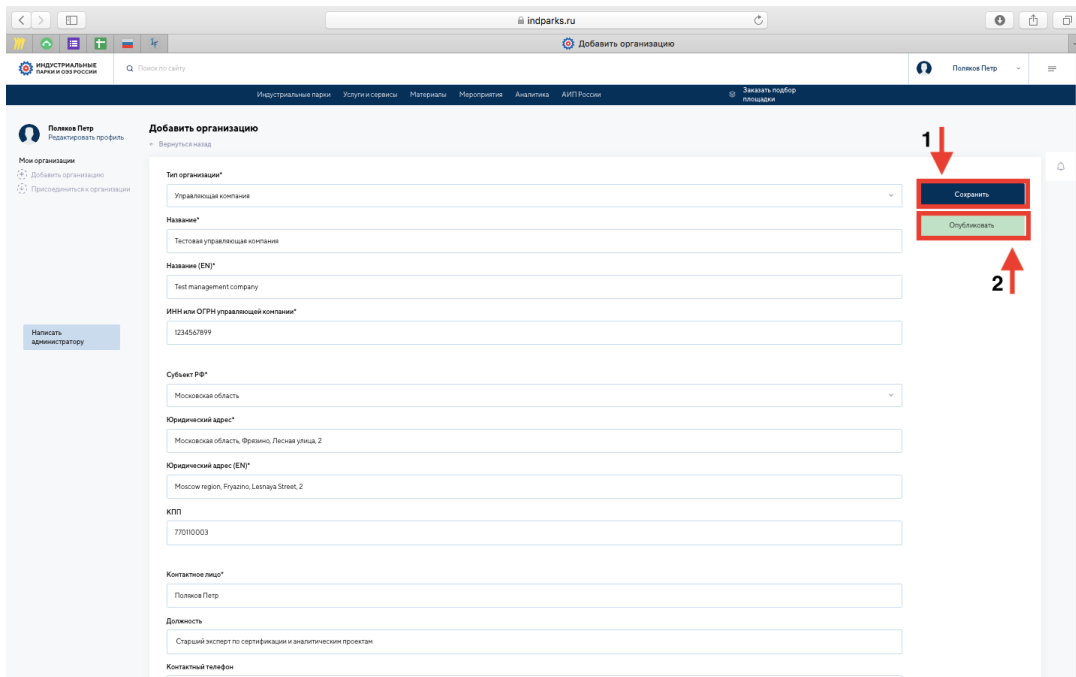 indparks.ru
Добавить организацию
ИНДУСТРИАЛЬНЫЕ
ПАРКИ И ОЭЗ РОССИИ
Поиск по сайту
Поляков Петр
Индустриальные парки Услуги и сервисы Материалы Мероприятия Аналитика АИП России
Заказать подбор
площадки
Поляков Петр
Редактировать профиль
Мои организации
Добавить организацию
Присоединиться к организации
Написать
администратору
Добавить организацию
← Вернуться назад
Тип организации*
Управляющая компания
Название*
Тестовая управляющая компания
Название (EN)*
Test management company
ИНН или ОГРН управляющей компании*
1234567899
Субъект РФ*
Московская область
Юридический адрес*
Московская область, Фрязино, Лесная улица, 2
Юридический адрес (EN)*
Moscow region, Fryazino, Lesnaya Street, 2
КПП
770110003
Контактное лицо*
Поляков Петр
Должность
Старший эксперт по сертификации и аналитическим проектам
Контактный телефон
1
Сохранить
Опубликовать
2